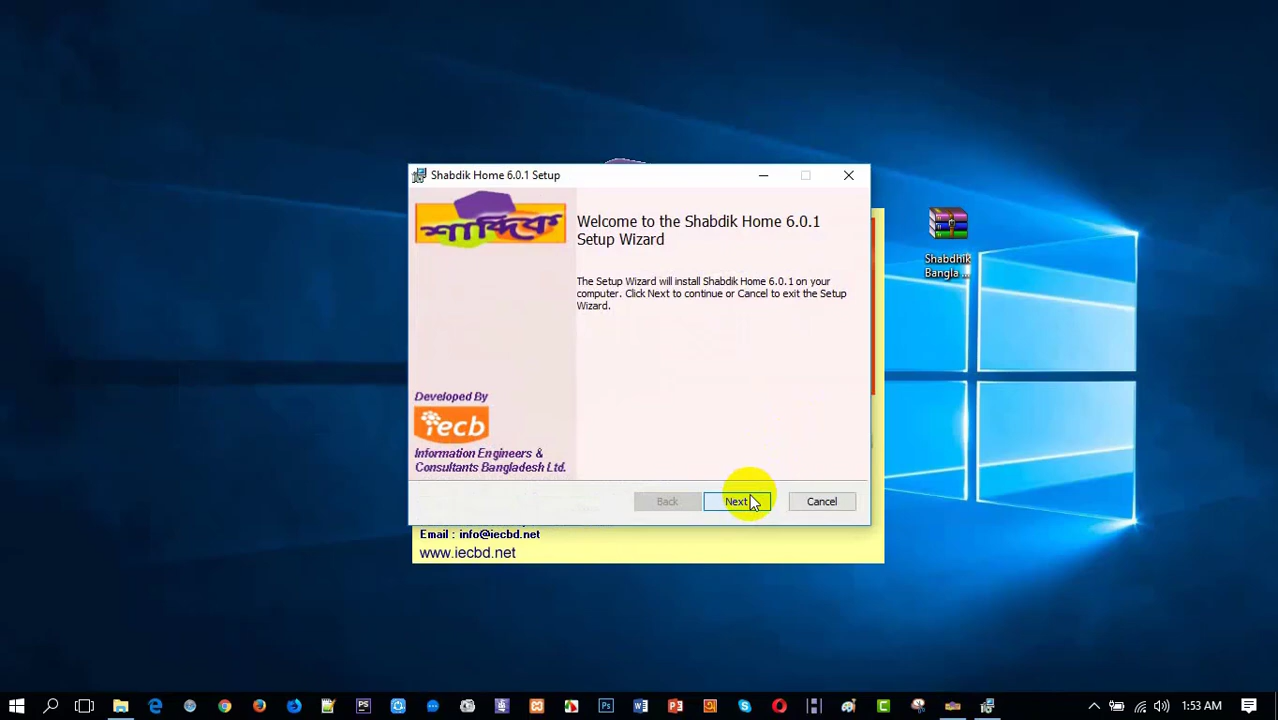 Shabdik Home 6.0.1 Setup
শাব্দিক
Welcome to the Shabdik Home 6.0.1
Setup Wizard
The Setup Wizard will install Shabdik Home 6.0.1 on your
computer. Click Next to continue or Cancel to exit the Setup
Wizard.
Developed By
iecb
Information Engineers &
Consultants Bangladesh Ltd.
Back
Next
Cancel
Email : info@iecbd.net
www.iecbd.net
Shabdhik
Bangla ...
1:53 AM